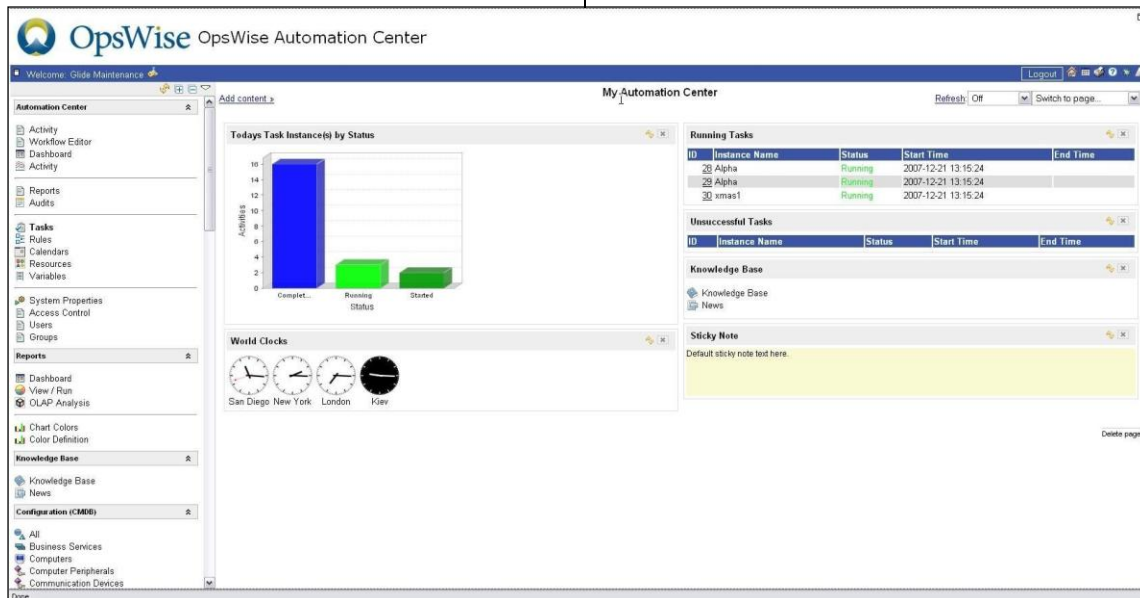 OpsWise OpsWise Automation Center
Welcome: Glide Maintenance
Logout
Automation Center
Activity
Workflow Editor
Dashboard
Activity
Reports
Audits
Tasks
Rules
Calendars
Resources
Variables
System Properties
Access Control
Users
Groups
Reports
Dashboard
View / Run
OLAP Analysis
Chart Colors
Color Definition
Knowledge Base
Knowledge Base
News
Configuration (CMDB)
All
Business Services
Computers
Computer Peripherals
Communication Devices
Done
Add content »
My Automation Center
Refresh: Off Switch to page...
Todays Task Instance(s) by Status
Activities
16
14
12
10
8
6
4
2
0
Complet... Running Started
Status
World Clocks
San Diego New York London Kiev
Running Tasks
ID Instance Name Status Start Time End Time
28 Alpha Running 2007-12-21 13:15:24
29 Alpha Running 2007-12-21 13:15:24
30 xmas1 Running 2007-12-21 13:15:24
Unsuccessful Tasks
ID Instance Name Status Start Time End Time
Knowledge Base
Knowledge Base
News
Sticky Note
Default sticky note text here.
Delete page